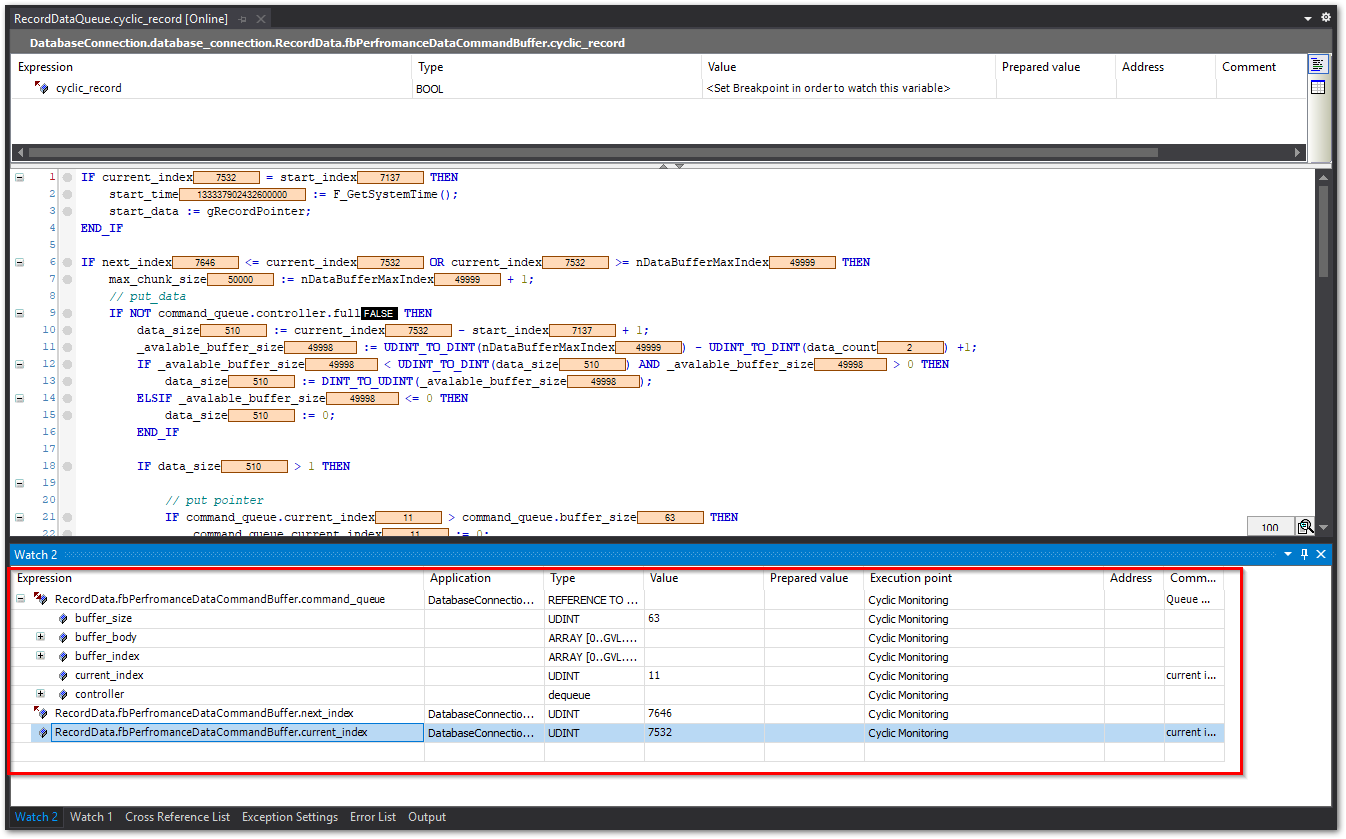 RecordDataQueue.cyclic_record [Online]
DatabaseConnection.database_connection.RecordData.fbPerfromanceDataCommandBuffer.cyclic_record
Expression Type Value Prepared value Address Comment
cyclic_record BOOL <Set Breakpoint in order to watch this variable>
1 IF current_index 7532 = start_index 7137 THEN
2 start_time 133337902432600000 := F_GetSystemTime();
3 start_data := gRecordPointer;
4 END_IF
5
6 IF next_index 7646 <= current_index 7532 OR current_index 7532 >= nDataBufferMaxIndex 49999 THEN
7 max_chunk_size 50000 := nDataBufferMaxIndex 49999 + 1;
8 // put_data
9 IF NOT command_queue.controller.full FALSE THEN
10 data_size 510 := current_index 7532 - start_index 7137 + 1;
11 _avalable_buffer_size 49998 := UDINT_TO_DINT(nDataBufferMaxIndex 49999 ) - UDINT_TO_DINT(data_count 2 ) +1;
12 IF _avalable_buffer_size 49998 < UDINT_TO_DINT(data_size 510 ) AND _avalable_buffer_size 49998 > 0 THEN
13 data_size 510 := DINT_TO_UDINT(_avalable_buffer_size 49998 );
14 ELSIF _avalable_buffer_size 49998 <= 0 THEN
15 data_size 510 := 0;
16 END_IF
17
18 IF data_size 510 > 1 THEN
19
20 // put pointer
21 IF command_queue.current_index 11 > command_queue.buffer_size 63 THEN
22 command_queue.current_index 11 := 0;
100
Watch 2
Expression Application Type Value Prepared value Execution point Address Comm...
RecordData.fbPerfromanceDataCommandBuffer.command_queue DatabaseConnectio... REFERENCE TO ... Cyclic Monitoring Queue ...
buffer_size UDINT 63 Cyclic Monitoring
buffer_body ARRAY [0..GVL.... Cyclic Monitoring
buffer_index ARRAY [0..GVL.... Cyclic Monitoring
current_index UDINT 11 Cyclic Monitoring current i...
controller dequeue Cyclic Monitoring
RecordData.fbPerfromanceDataCommandBuffer.next_index DatabaseConnectio... UDINT 7646 Cyclic Monitoring
RecordData.fbPerfromanceDataCommandBuffer.current_index DatabaseConnectio... UDINT 7532 Cyclic Monitoring current i...
Watch 2 Watch 1 Cross Reference List Exception Settings Error List Output